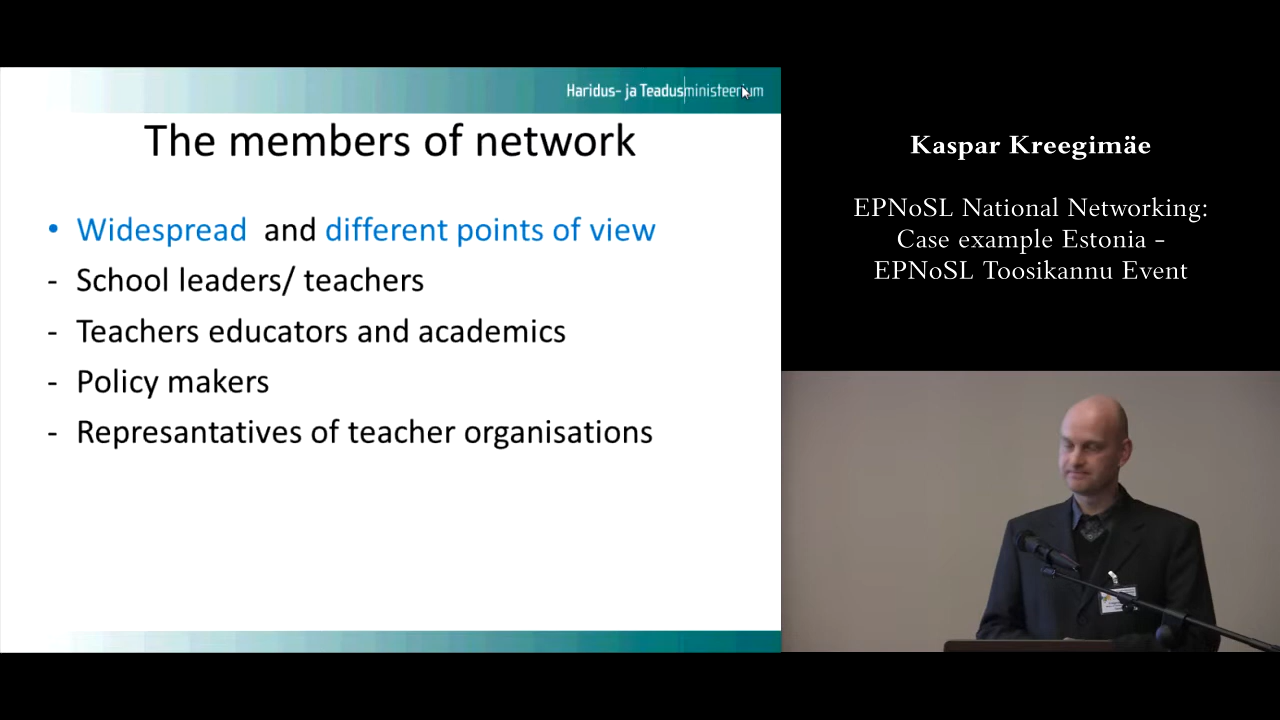 Haridus- ja Teadusministeerium
The members of network
• Widespread and different points of view
- School leaders/ teachers
- Teachers educators and academics
- Policy makers
- Represantatives of teacher organisations
Kaspar Kreegimäe
EPNoSL National Networking:
Case example Estonia -
EPNoSL Toosikannu Event